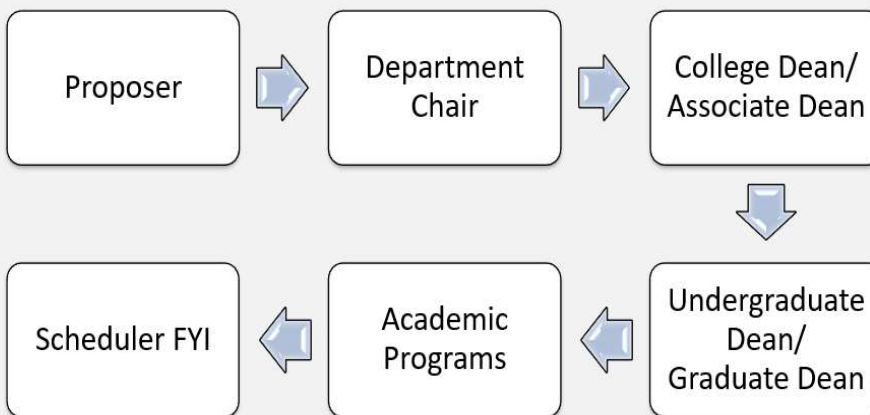 Proposer
Department
Chair
College Dean/
Associate Dean
Undergraduate
Dean/
Graduate Dean
Academic
Programs
Scheduler FYI